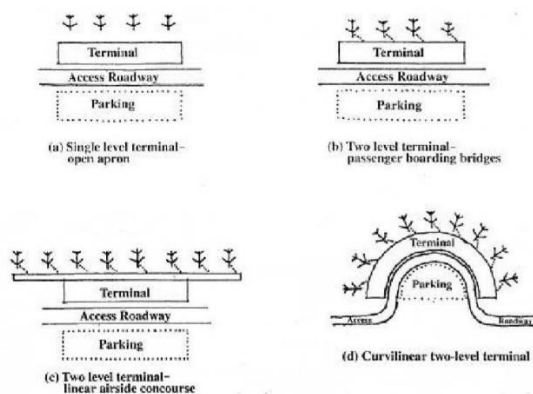 Terminal
Access Roadway
Parking
(a) Single level terminal–
open apron
Terminal
Access Roadway
Parking
(b) Two level terminal–
passenger boarding bridges
Terminal
Access Roadway
Parking
(c) Two level terminal–
linear airside concourse
Terminal
Parking
Access
Roadway
(d) Curvilinear two-level terminal